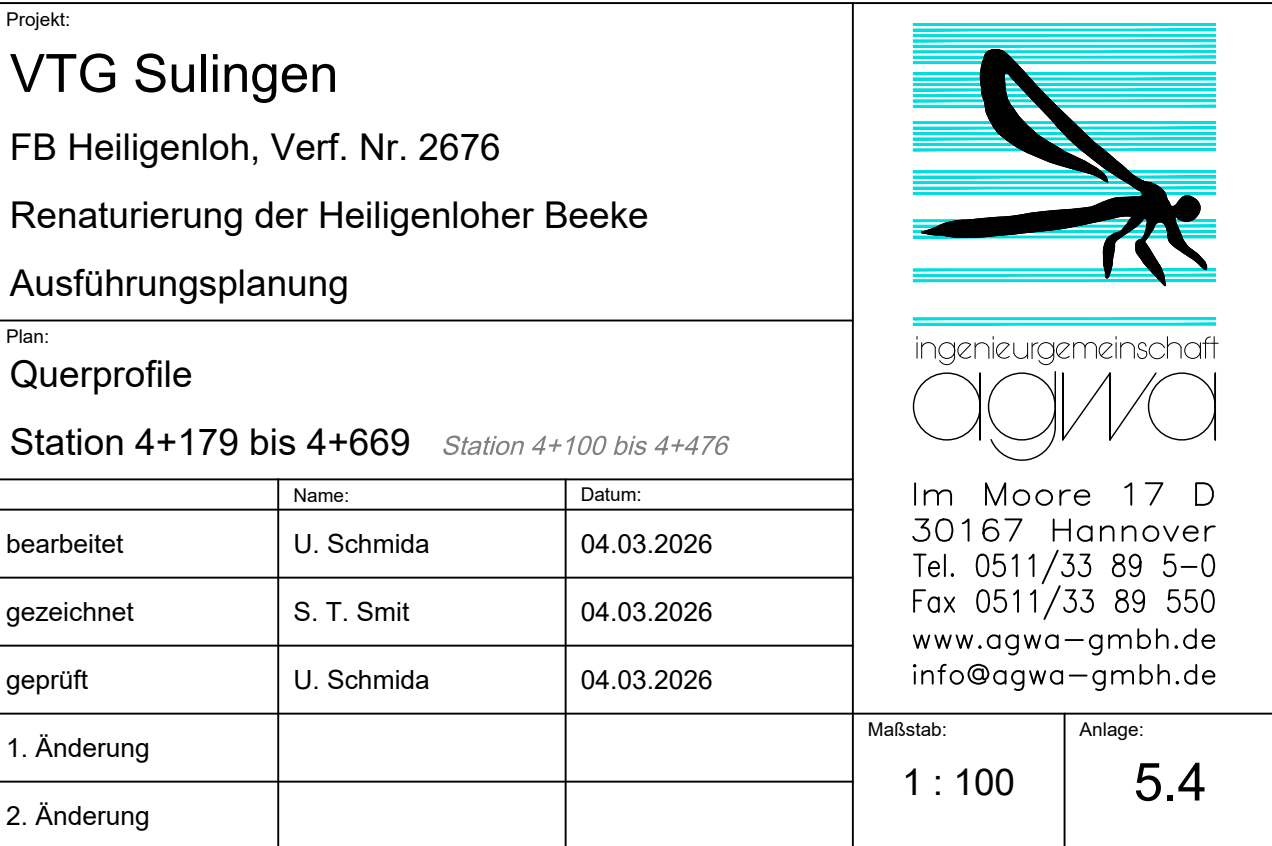 Projekt:
VTG Sulingen
FB Heiligenloh, Verf. Nr. 2676
Renaturierung der Heiligenloher Beeke
Ausführungsplanung
Plan:
Querprofile
Station 4+179 bis 4+669 Station 4+100 bis 4+476
Name: Datum:
bearbeitet U. Schmida 04.03.2026
gezeichnet S. T. Smit 04.03.2026
geprüft U. Schmida 04.03.2026
1. Änderung
2. Änderung
ingenieurgemeinschaft
agwa
Im Moore 17 D
30167 Hannover
Tel. 0511/33 89 5-0
Fax 0511/33 89 550
www.agwa-gmbh.de
info@agwa-gmbh.de
Maßstab: Anlage:
1 : 100 5.4